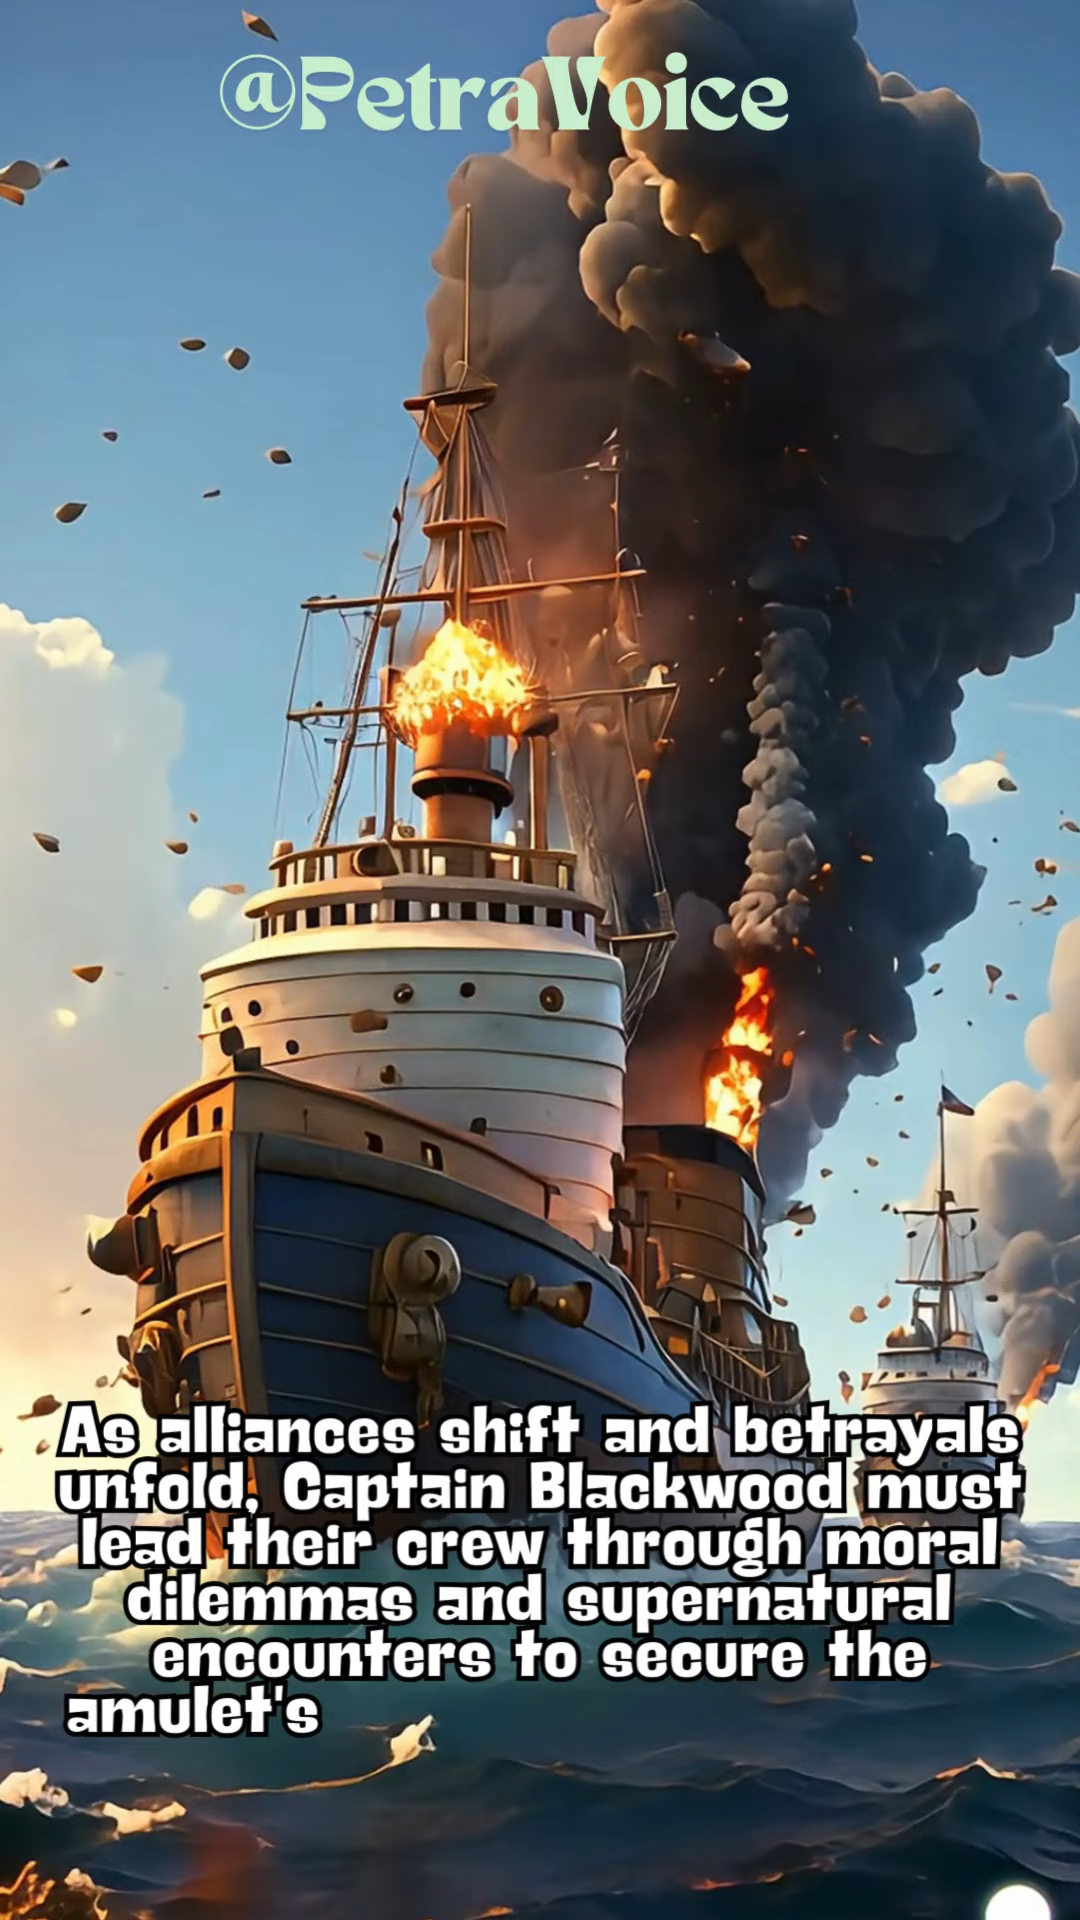 @PetraVoice
As alliances shift and betrayals
unfold, Captain Blackwood must
lead their crew through moral
dilemmas and supernatural
encounters to secure the
amulet's